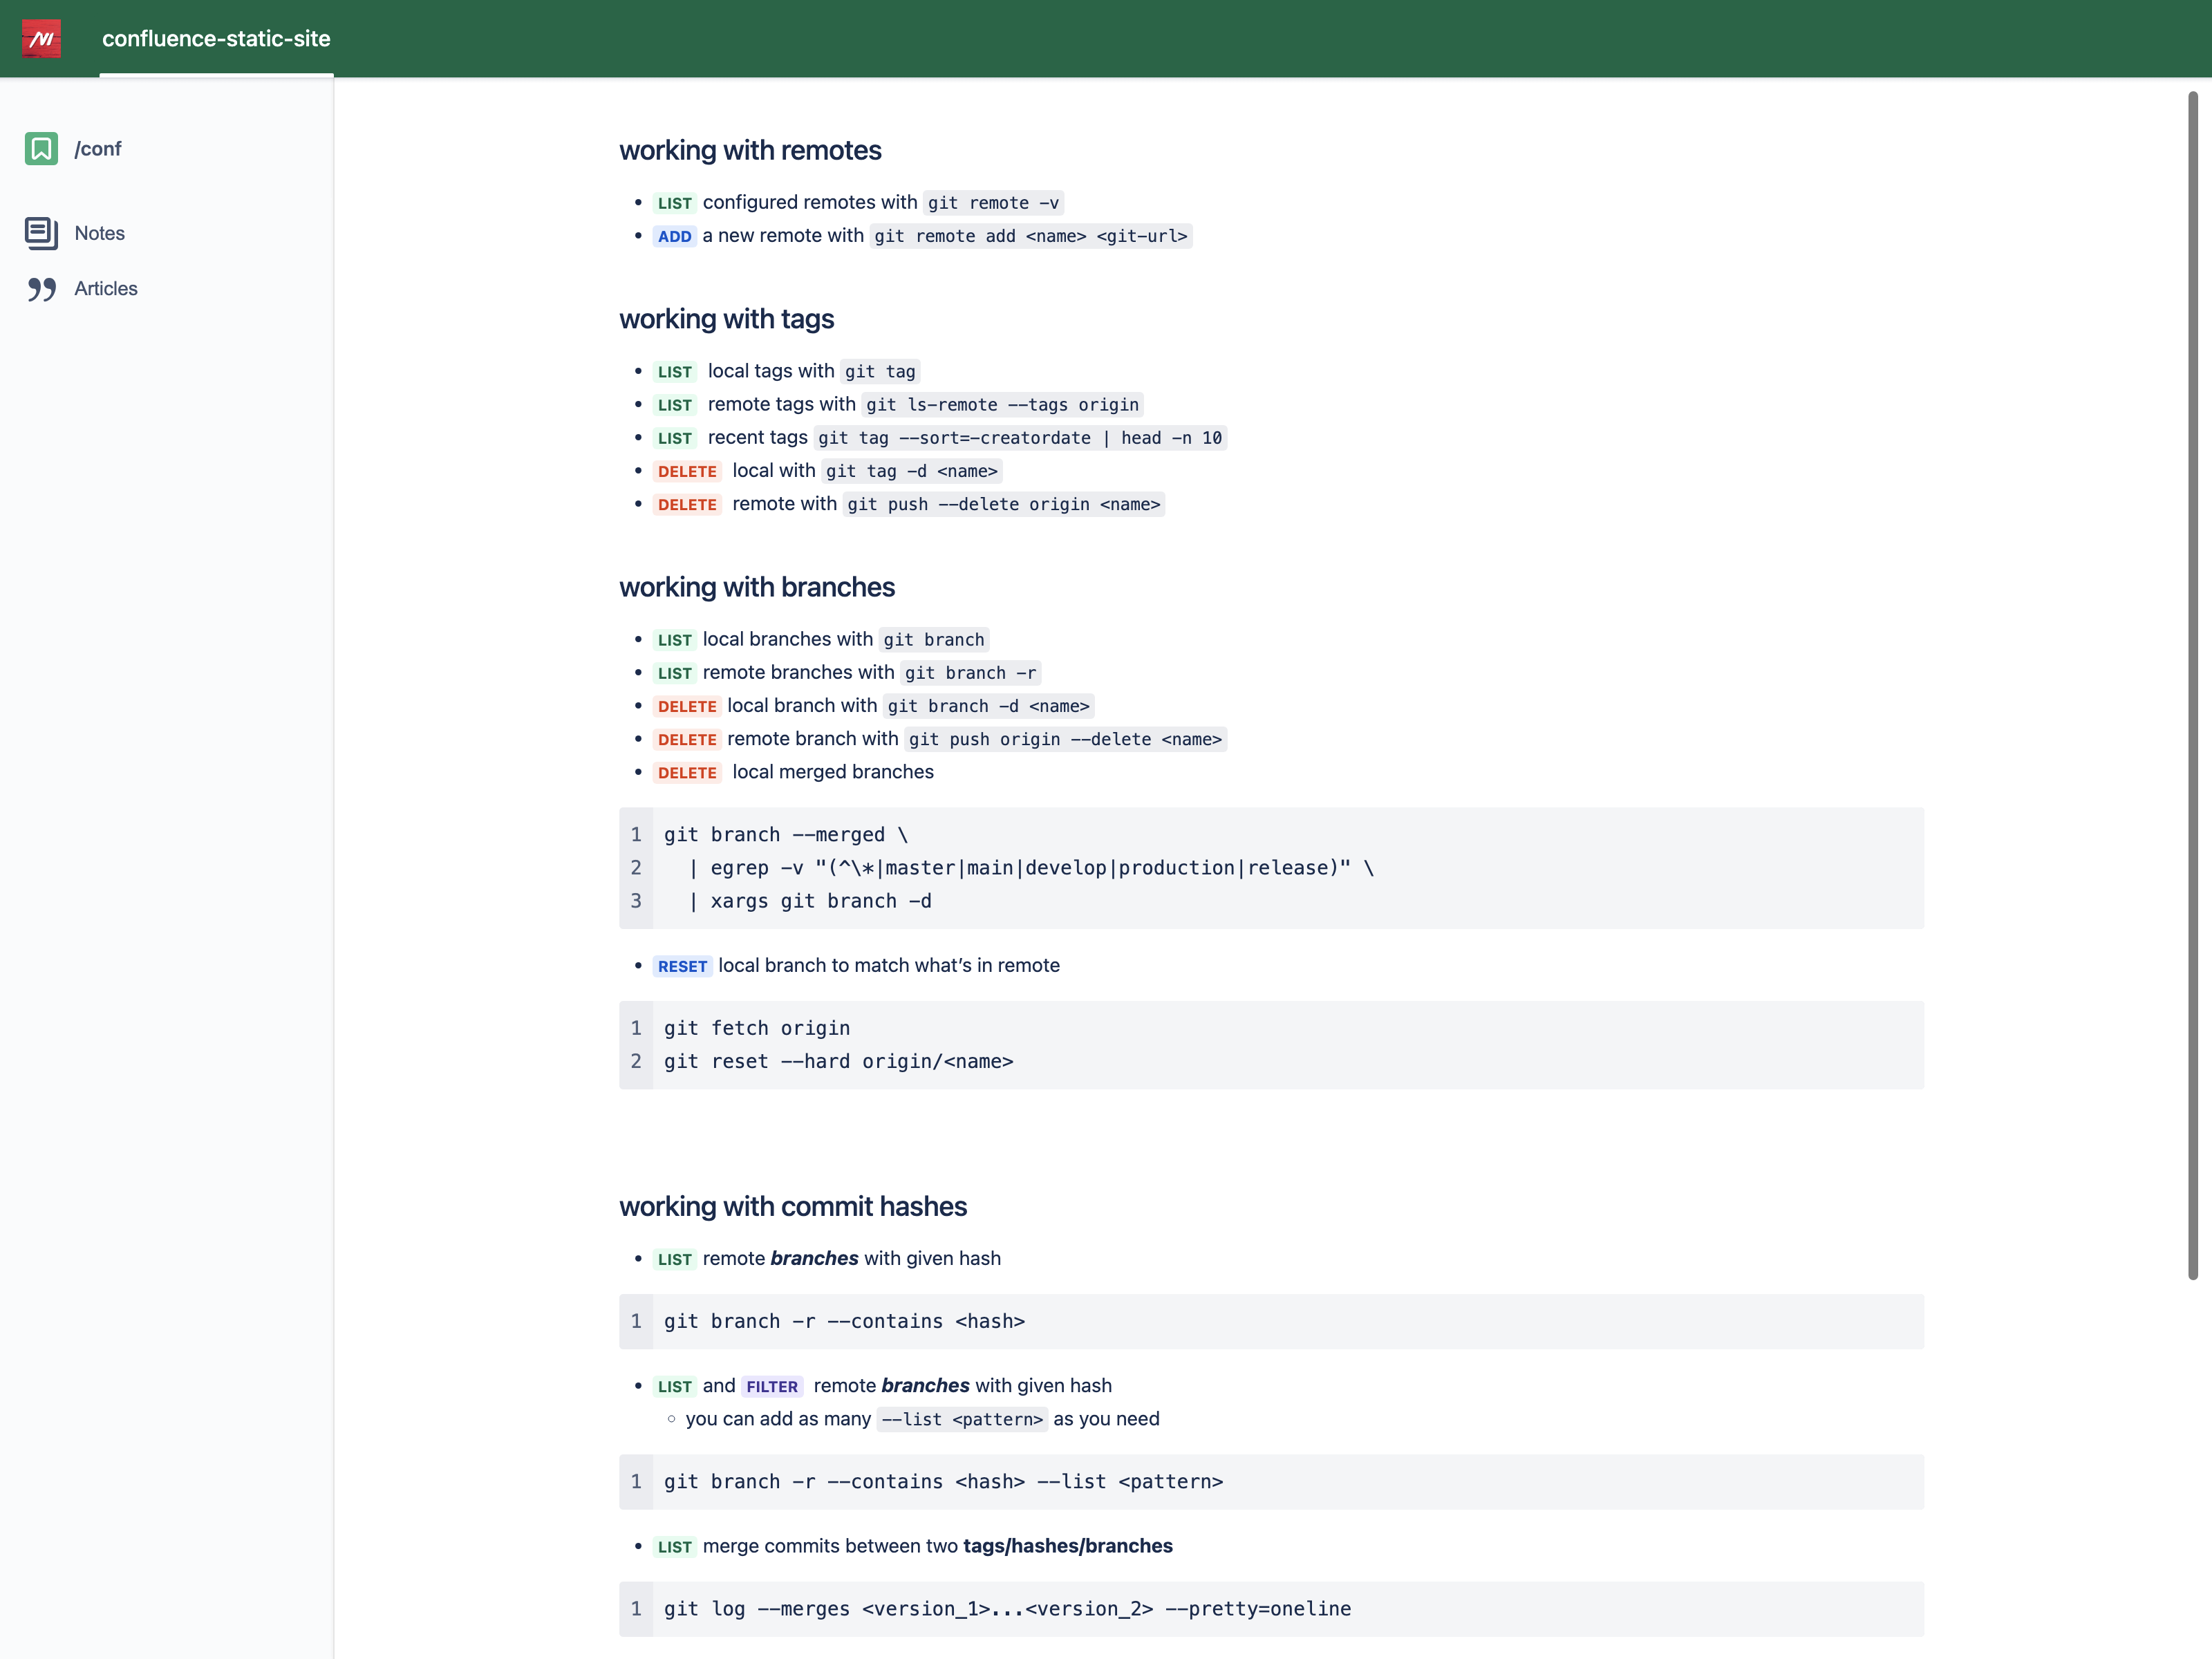 confluence-static-site
/conf
Notes
Articles
working with remotes
• LIST configured remotes with git remote -v
• ADD a new remote with git remote add <name> <git-url>
working with tags
• LIST local tags with git tag
• LIST remote tags with git ls-remote --tags origin
• LIST recent tags git tag --sort=-creatordate | head -n 10
• DELETE local with git tag -d <name>
• DELETE remote with git push --delete origin <name>
working with branches
• LIST local branches with git branch
• LIST remote branches with git branch -r
• DELETE local branch with git branch -d <name>
• DELETE remote branch with git push origin --delete <name>
• DELETE local merged branches
1 git branch --merged \
2   | egrep -v "(^\*|master|main|develop|production|release)" \
3   | xargs git branch -d
• RESET local branch to match what’s in remote
1 git fetch origin
2 git reset --hard origin/<name>
working with commit hashes
• LIST remote branches with given hash
1 git branch -r --contains <hash>
• LIST and FILTER remote branches with given hash
◦ you can add as many --list <pattern> as you need
1 git branch -r --contains <hash> --list <pattern>
• LIST merge commits between two tags/hashes/branches
1 git log --merges <version_1>...<version_2> --pretty=oneline